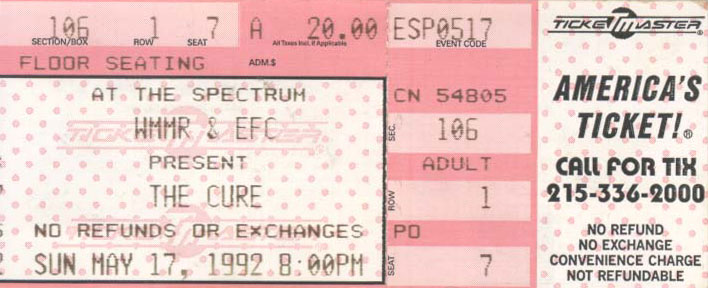 106 1 7 A 20.00 ESP0517
SECTION/BOX ROW SEAT All Taxes Incl. If Applicable EVENT CODE
FLOOR SEATING ADM.$
AT THE SPECTRUM
WMMR & EFC
PRESENT
THE CURE
NO REFUNDS OR EXCHANGES
SUN MAY 17, 1992 8:00PM
CN 54805
SEC. 106
ADULT
ROW 1
PO
SEAT 7
TICKETMASTER®
AMERICA'S
TICKET!®
CALL FOR TIX
215-336-2000
NO REFUND
NO EXCHANGE
CONVENIENCE CHARGE
NOT REFUNDABLE
TICKETMASTER
TICKETMASTER